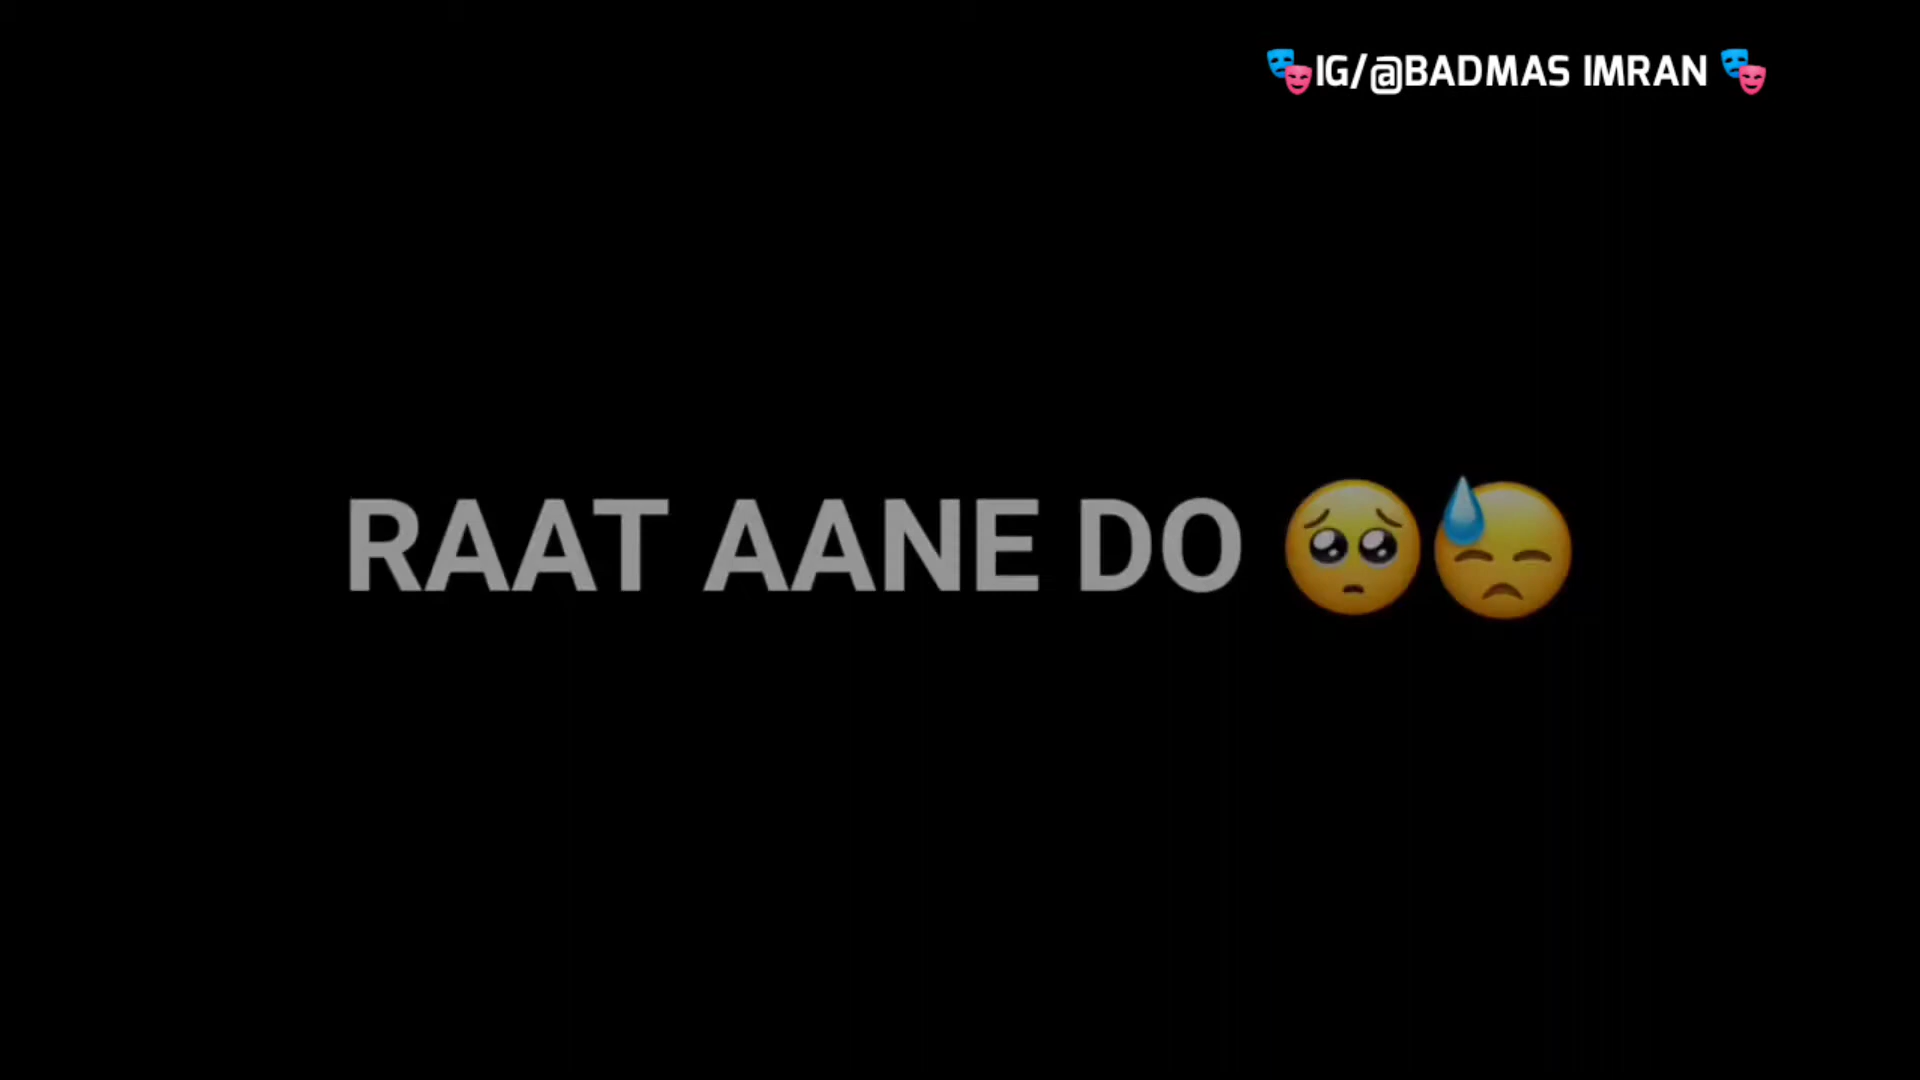 🎭IG/@BADMAS IMRAN 🎭
RAAT AANE DO 🥺😓